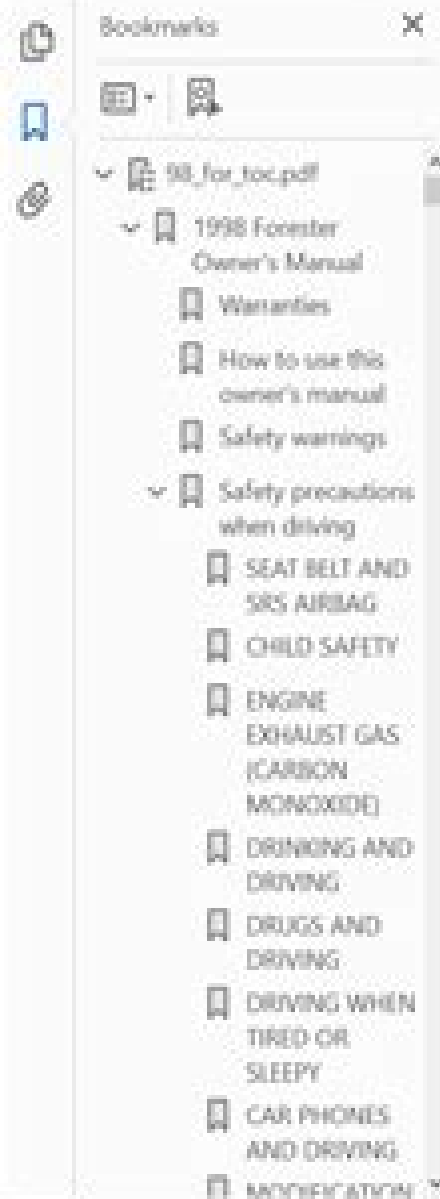 Bookmarks
98_for_toc.pdf
1998 Forester
Owner's Manual
Warranties
How to use this
owner's manual
Safety warnings
Safety precautions
when driving
SEAT BELT AND
SRS AIRBAG
CHILD SAFETY
ENGINE
EXHAUST GAS
(CARBON
MONOXIDE)
DRINKING AND
DRIVING
DRUGS AND
DRIVING
DRIVING WHEN
TIRED OR
SLEEPY
CAR PHONES
AND DRIVING
MODIFICATION